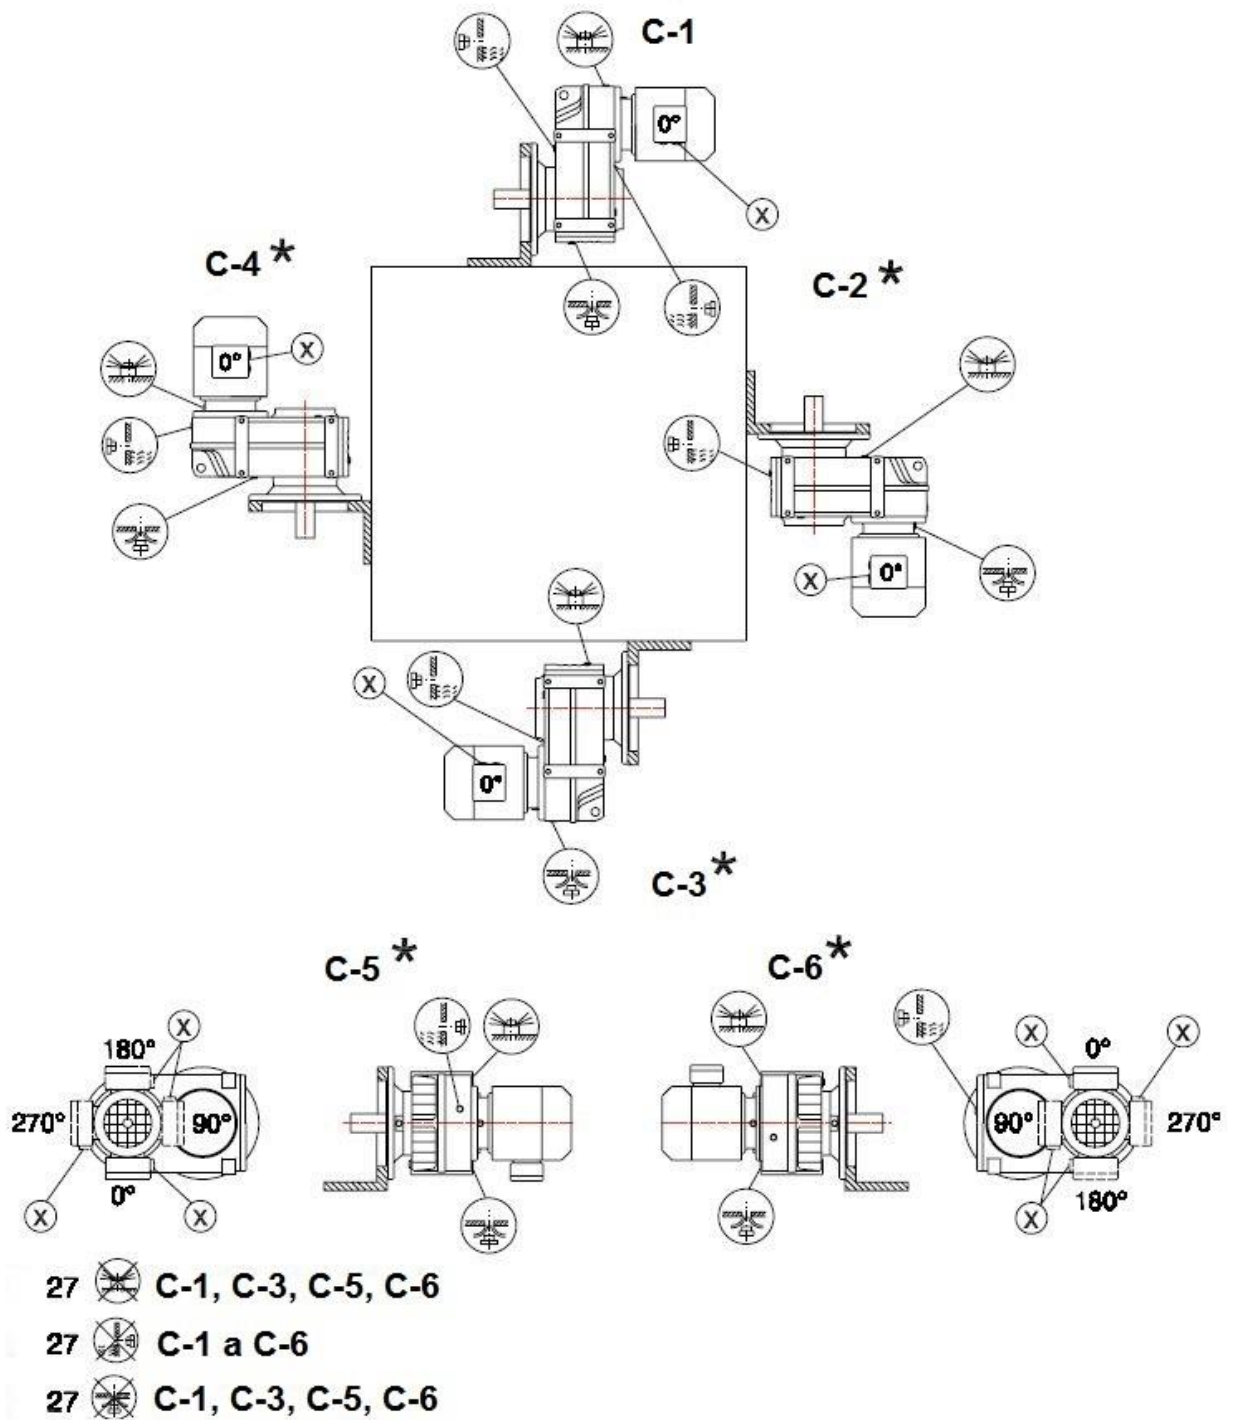 C-1
0°
X
C-4 *
C-2 *
0°
X
X
0°
X
0°
C-3 *
C-5 *
C-6 *
X
180°
270°
90°
0°
X
X
X
0°
X
90°
270°
180°
X
27 C-1, C-3, C-5, C-6
27 C-1 a C-6
27 C-1, C-3, C-5, C-6